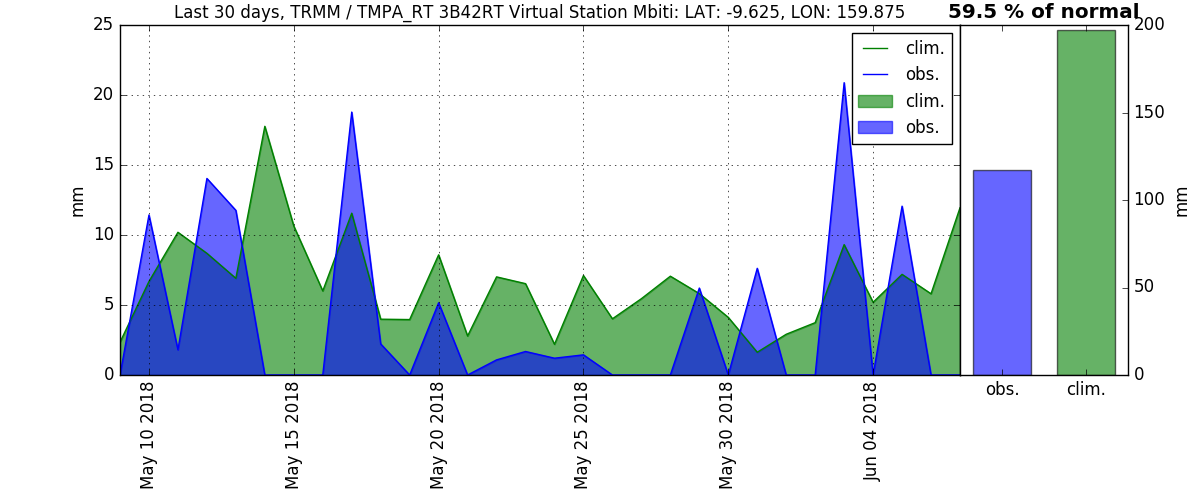 Last 30 days, TRMM / TMPA_RT 3B42RT Virtual Station Mbiti: LAT: -9.625, LON: 159.875
59.5 % of normal
25
20
15
10
5
0
mm
clim.
obs.
clim.
obs.
May 10 2018
May 15 2018
May 20 2018
May 25 2018
May 30 2018
Jun 04 2018
200
150
100
50
0
mm
obs.
clim.